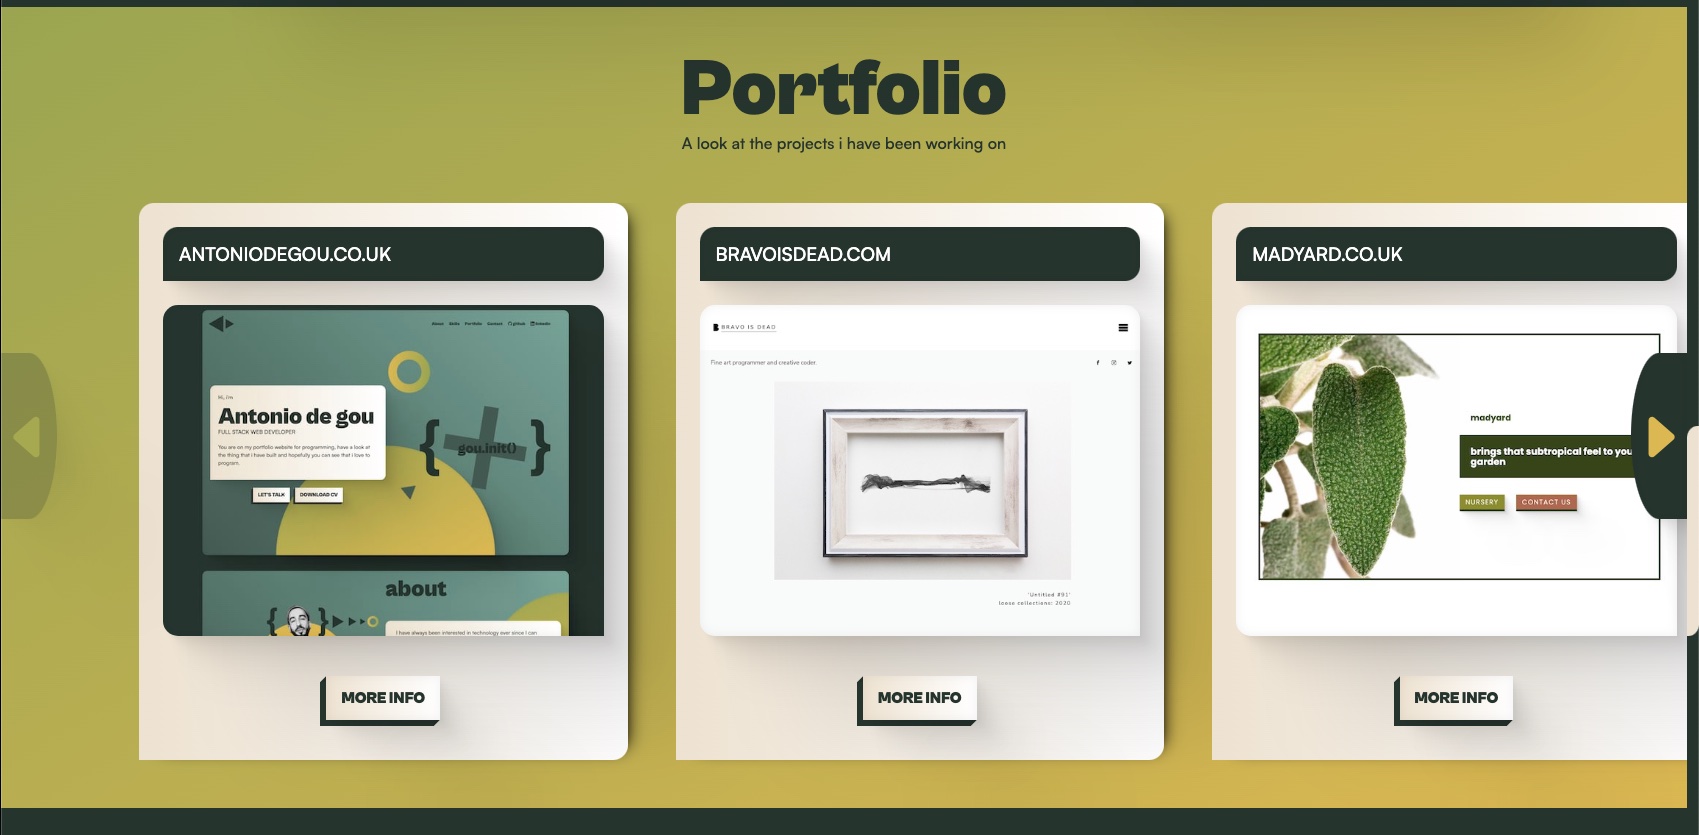 Portfolio
A look at the projects i have been working on
ANTONIODEGOU.CO.UK
About Skills Portfolio Contact github linkedin
Hi, I'm
Antonio de gou
FULL STACK WEB DEVELOPER
You are on my portfolio website for programming, have a look at
the thing that i have built and hopefully you can see that i love to
program.
LET'S TALK
DOWNLOAD CV
{ gou.init() }
about
I have always been interested in technology ever since I can
MORE INFO
BRAVOISDEAD.COM
BRAVO IS DEAD
Fine art programmer and creative coder.
'Untitled #91'
loose collections: 2020
MORE INFO
MADYARD.CO.UK
madyard
brings that subtropical feel to you
garden
NURSERY
CONTACT US
MORE INFO